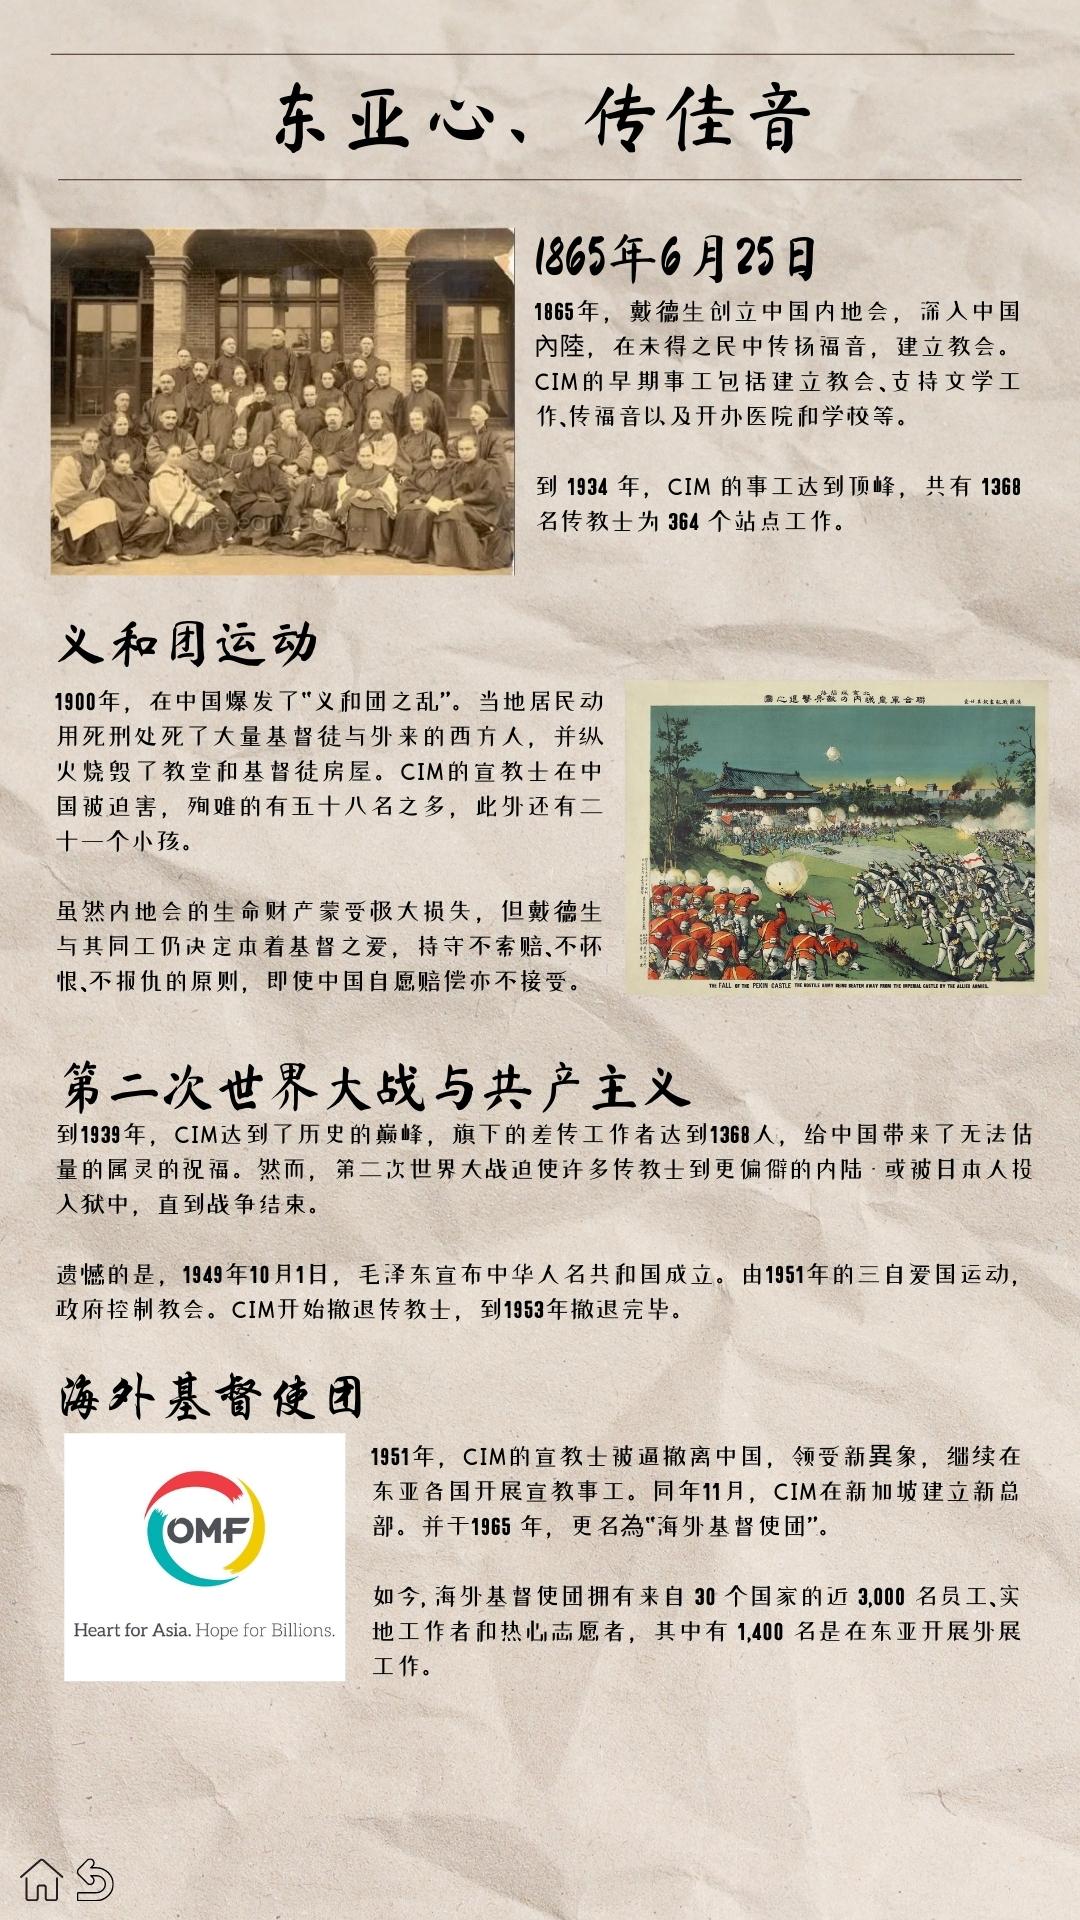 东亚心、传佳音
1865年6月25日
1865年，戴德生创立中国内地会，深入中国
內陸，在未得之民中传扬福音，建立教会。
CIM的早期事工包括建立教会、支持文学工
作、传福音以及开办医院和学校等。
到 1934 年，CIM 的事工达到顶峰，共有 1368
名传教士为 364 个站点工作。
the early days...
义和团运动
1900年，在中国爆发了“义和团之乱”。当地居民动
用死刑处死了大量基督徒与外来的西方人，并纵
火烧毁了教堂和基督徒房屋。CIM的宣教士在中
国被迫害，殉难的有五十八名之多，此外还有二
十一个小孩。
虽然内地会的生命财产蒙受极大损失，但戴德生
与其同工仍决定本着基督之爱，持守不索赔、不怀
恨、不报仇的原则，即使中国自愿赔偿亦不接受。
THE FALL OF THE PEKIN CASTLE THE HOSTILE ARMY BEING BEATEN AWAY FROM THE IMPERIAL CASTLE BY THE ALLIED ARMIES.
第二次世界大战与共产主义
到1939年，CIM达到了历史的巅峰，旗下的差传工作者达到1368人，给中国带来了无法估
量的属灵的祝福。然而，第二次世界大战迫使许多传教士到更偏僻的内陆·或被日本人投
入狱中，直到战争结束。
遗憾的是，1949年10月1日，毛泽东宣布中华人名共和国成立。由1951年的三自爱国运动，
政府控制教会。CIM开始撤退传教士，到1953年撤退完毕。
海外基督使团
1951年，CIM的宣教士被逼撤离中国，领受新異象，继续在
东亚各国开展宣教事工。同年11月，CIM在新加坡建立新总
部。并于1965 年，更名為“海外基督使团”。
OMF
Heart for Asia. Hope for Billions.
如今，海外基督使团拥有来自 30 个国家的近 3,000 名员工、实
地工作者和热心志愿者，其中有 1,400 名是在东亚开展外展
工作。